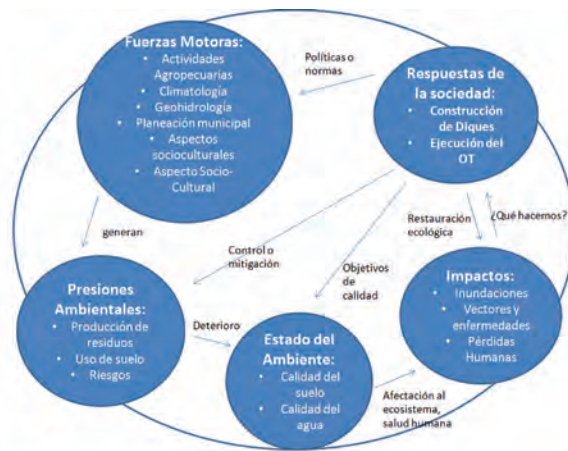 Fuerzas Motoras:
• Actividades
Agropecuarias
• Climatología
• Geohidrología
• Planeación municipal
• Aspectos
socioculturales
• Aspecto Socio-
Cultural
Políticas o
normas
Respuestas de
la sociedad:
• Construcción
de Diques
• Ejecución del
OT
generan
Control o
mitigación
Objetivos
de
calidad
Restauración
ecológica
¿Qué hacemos?
Presiones
Ambientales:
• Producción de
residuos
• Uso de suelo
• Riesgos
Deterioro
Estado del
Ambiente:
• Calidad del
suelo
• Calidad del
agua
Impactos:
• Inundaciones
• Vectores y
enfermedades
• Pérdidas
Humanas
Afectación al
ecosistema,
salud humana